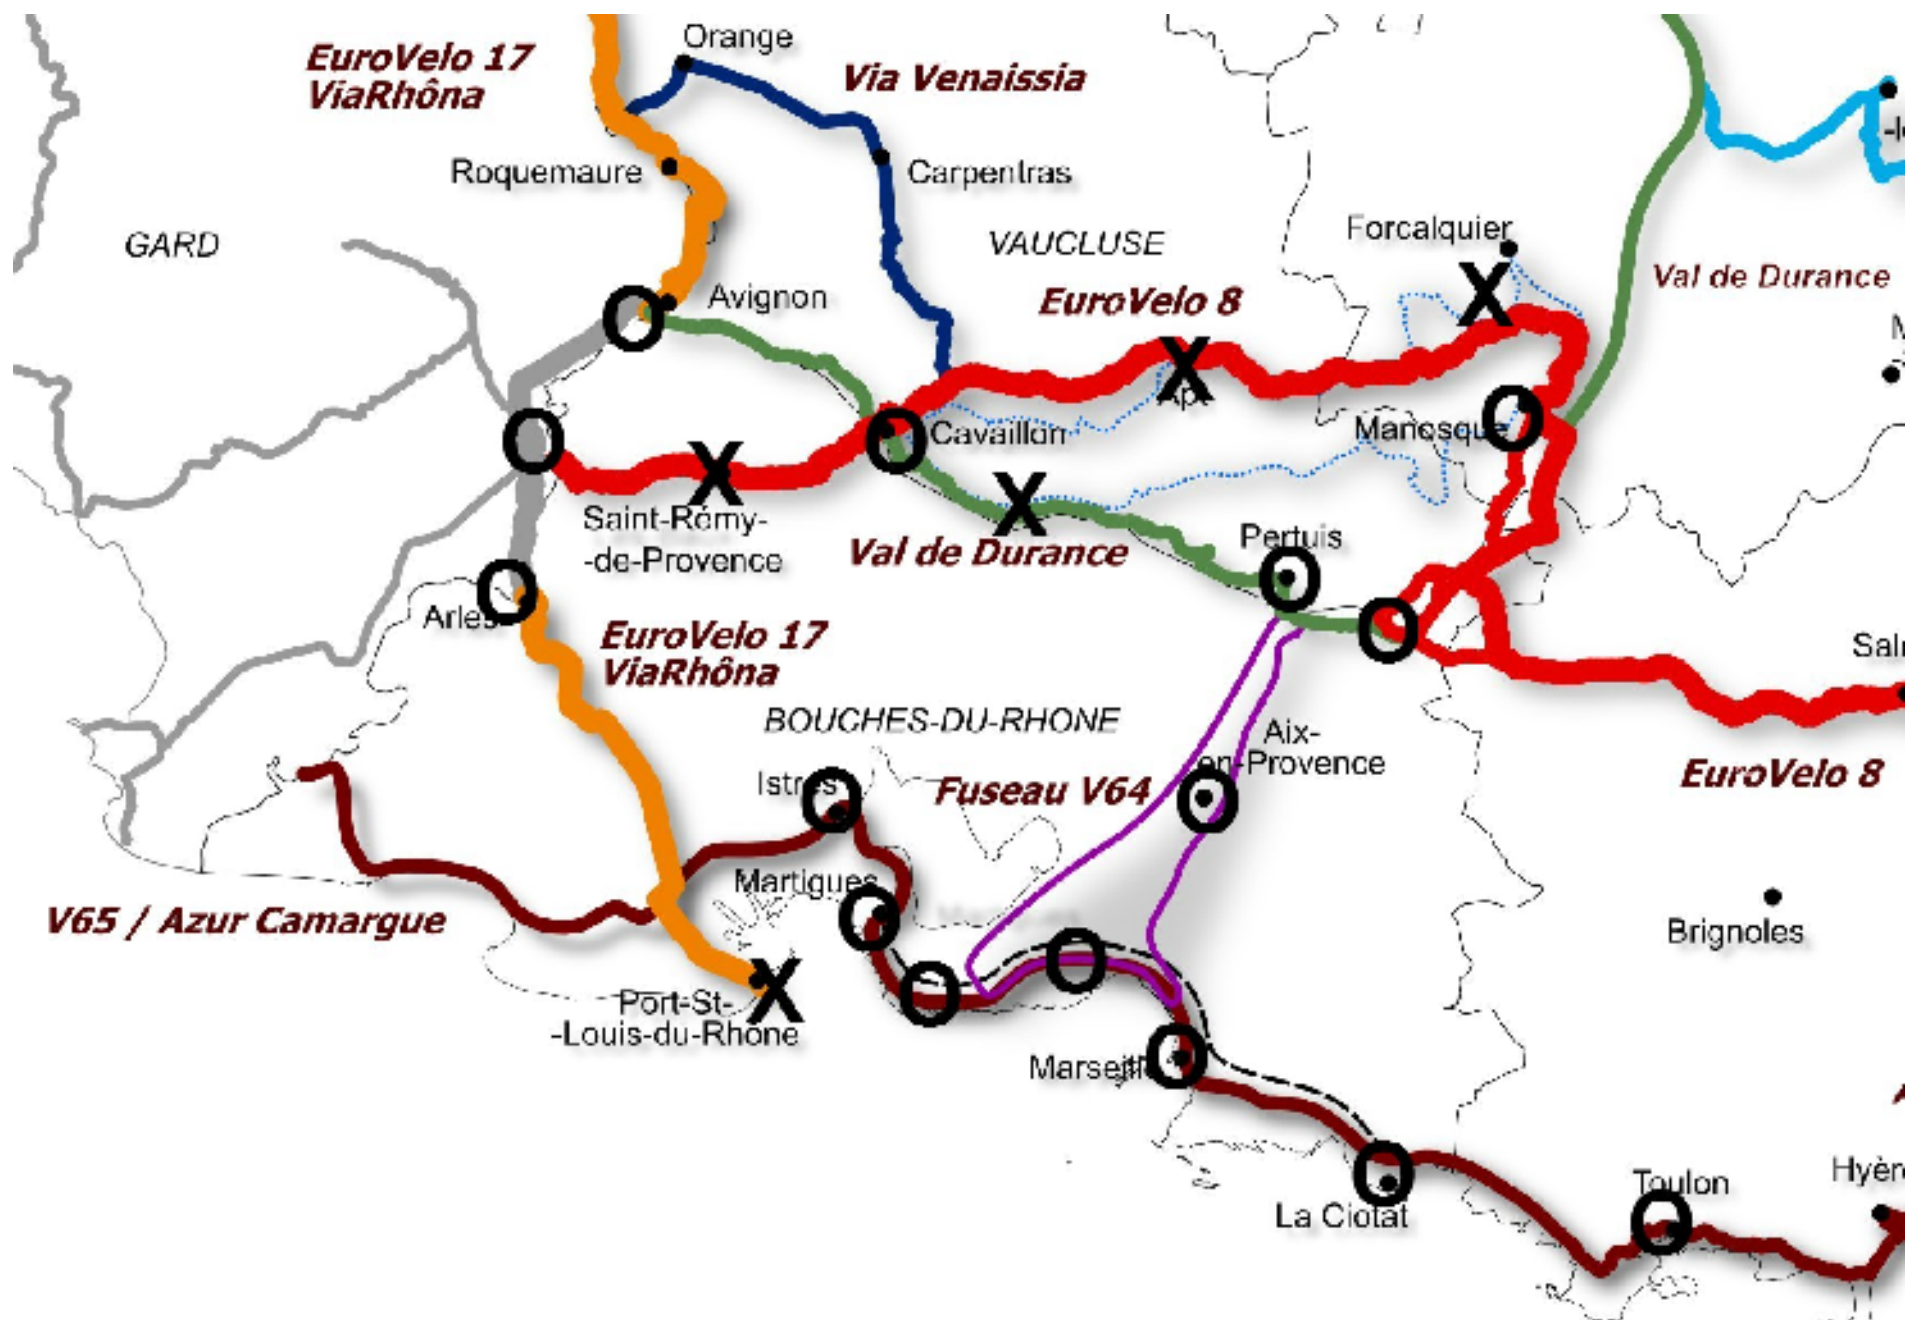 Orange
EuroVelo 17
ViaRhôna
Via Venaissia
Roquemaure
Carpentras
GARD
VAUCLUSE
Forcalquier
Val de Durance
Avignon
EuroVelo 8
X
O
X
Apt
O
O
O
Cavaillon
Manosque
X
X
Saint-Rémy-
-de-Provence
Val de Durance
Pertuis
O
O
Arles
O
EuroVelo 17
ViaRhôna
BOUCHES-DU-RHONE
Aix-
en-Provence
EuroVelo 8
Istres
O
Fuseau V64
O
Martigues
O
V65 / Azur Camargue
Brignoles
O
O
X
Port-St-
-Louis-du-Rhône
Marseille
O
O
La Ciotat
Toulon
O